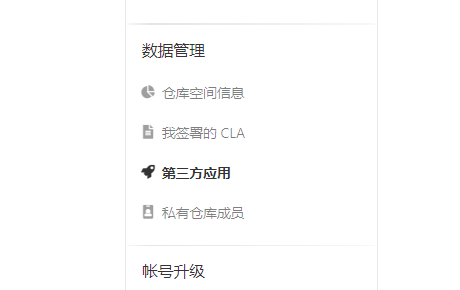 数据管理
仓库空间信息
我签署的 CLA
第三方应用
私有仓库成员
帐号升级